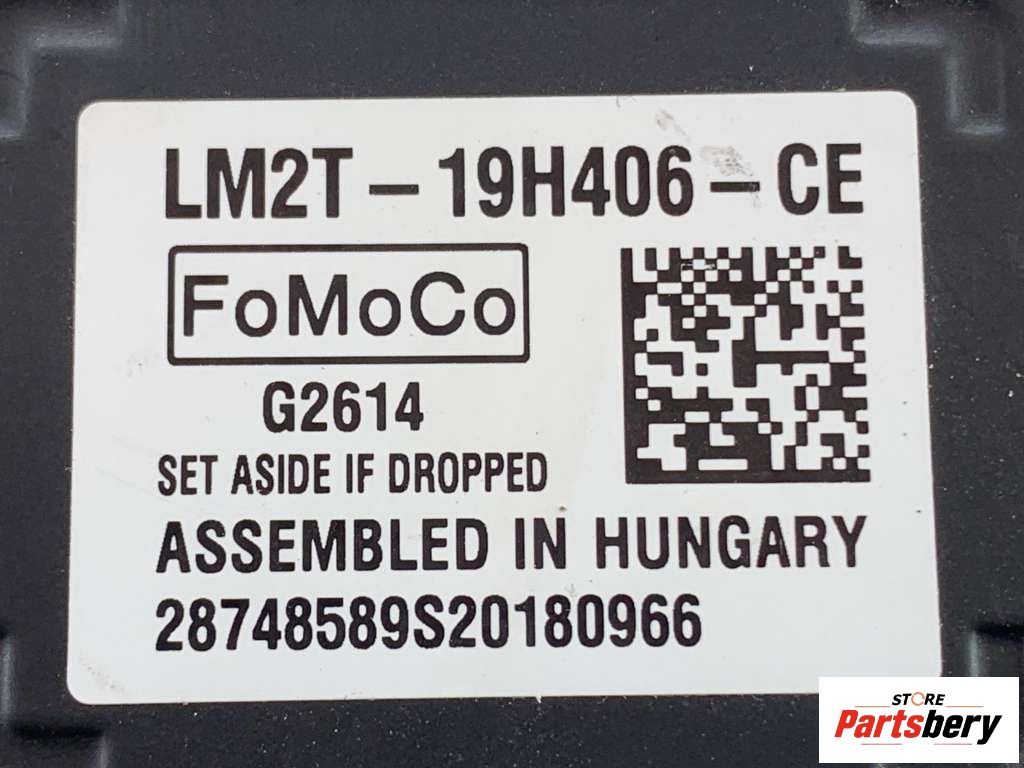 LM2T – 19H406 – CE
FoMoCo
G2614
SET ASIDE IF DROPPED
ASSEMBLED IN HUNGARY
28748589S20180966
STORE
Partsbery